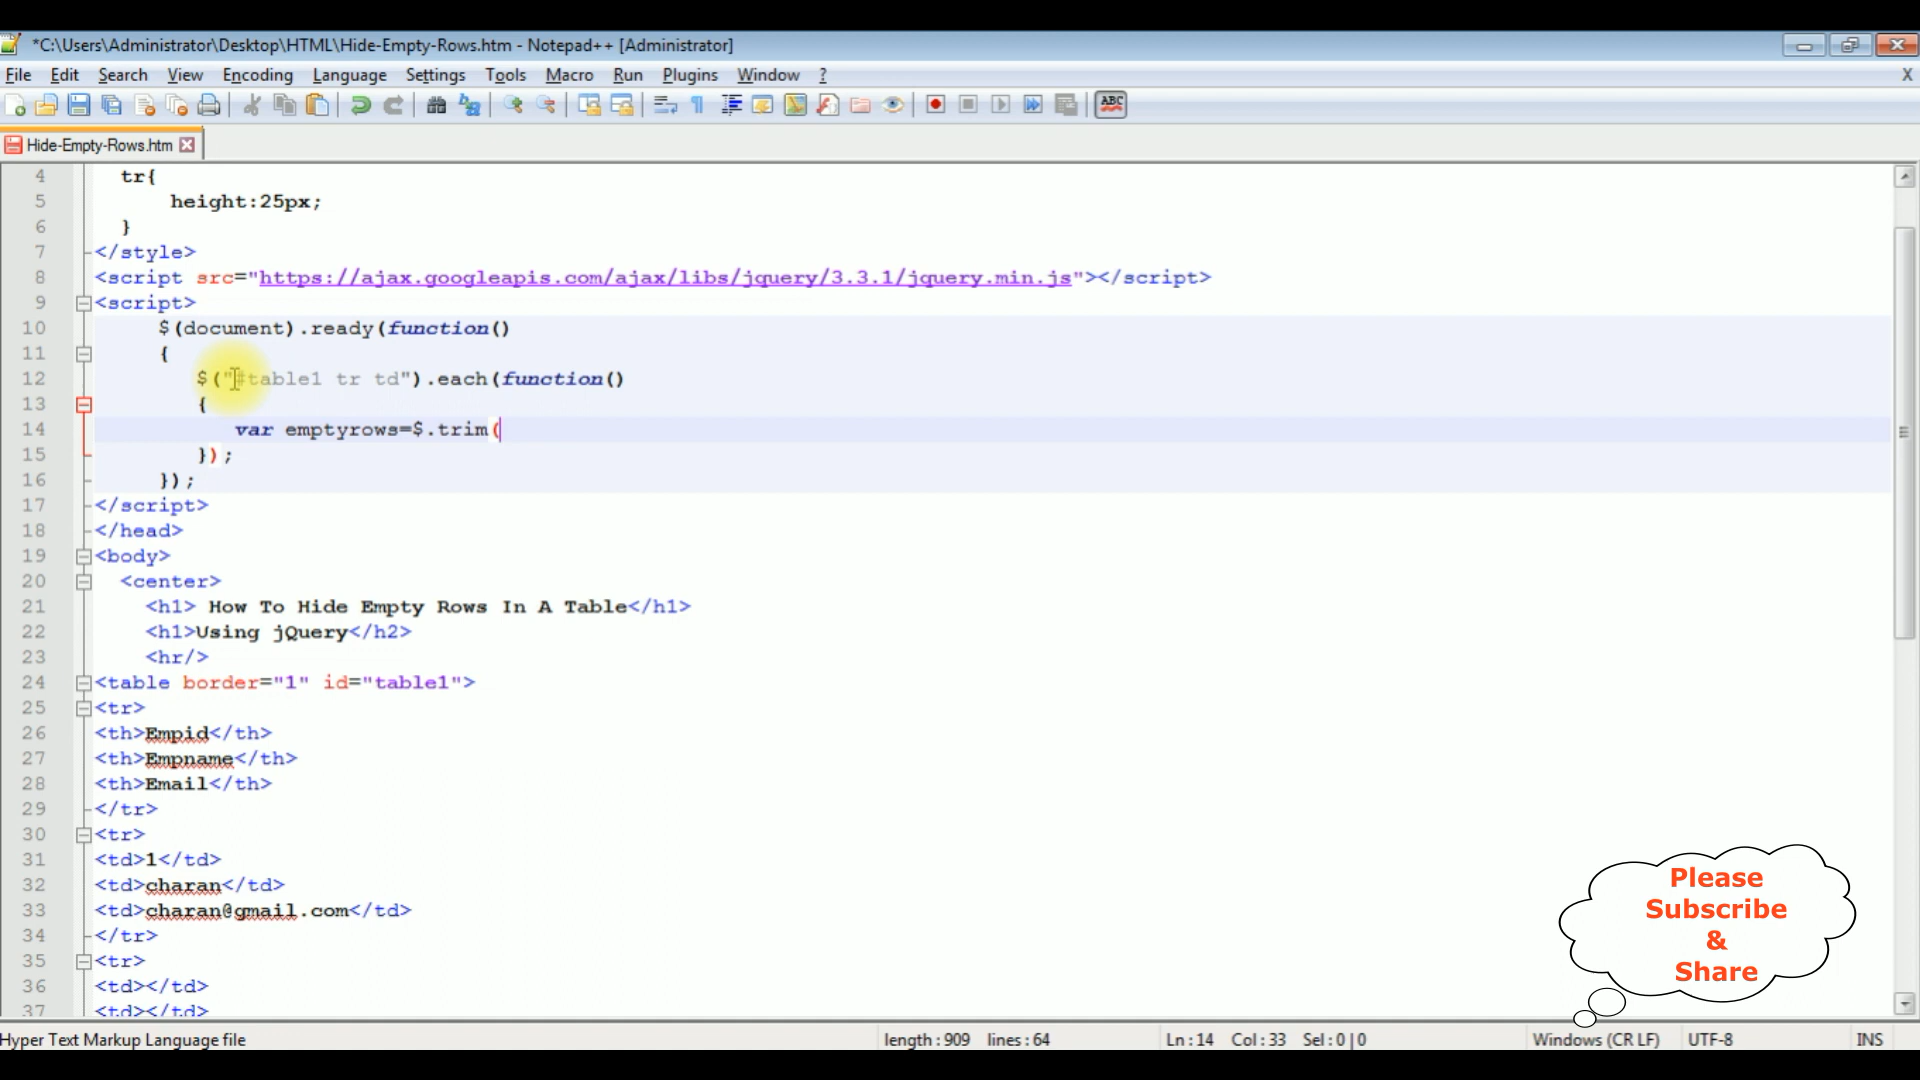 *C:\Users\Administrator\Desktop\HTML\Hide-Empty-Rows.htm - Notepad++ [Administrator]
File Edit Search View Encoding Language Settings Tools Macro Run Plugins Window ? X
ABC
Hide-Empty-Rows.htm
4 tr{
5 height:25px;
6 }
7 </style>
8 <script src="https://ajax.googleapis.com/ajax/libs/jquery/3.3.1/jquery.min.js"></script>
9 <script>
10 $(document).ready(function()
11 {
12 $("#table1 tr td").each(function()
13 {
14 var emptyrows=$.trim(
15 });
16 });
17 </script>
18 </head>
19 <body>
20 <center>
21 <h1> How To Hide Empty Rows In A Table</h1>
22 <h1>Using jQuery</h2>
23 <hr/>
24 <table border="1" id="table1">
25 <tr>
26 <th>Empid</th>
27 <th>Empname</th>
28 <th>Email</th>
29 </tr>
30 <tr>
31 <td>1</td>
32 <td>charan</td>
33 <td>charan@gmail.com</td>
34 </tr>
35 <tr>
36 <td></td>
37 <td></td>
Please
Subscribe
&
Share
Hyper Text Markup Language file length : 909 lines : 64 Ln : 14 Col : 33 Sel : 0 | 0 Windows (CR LF) UTF-8 INS